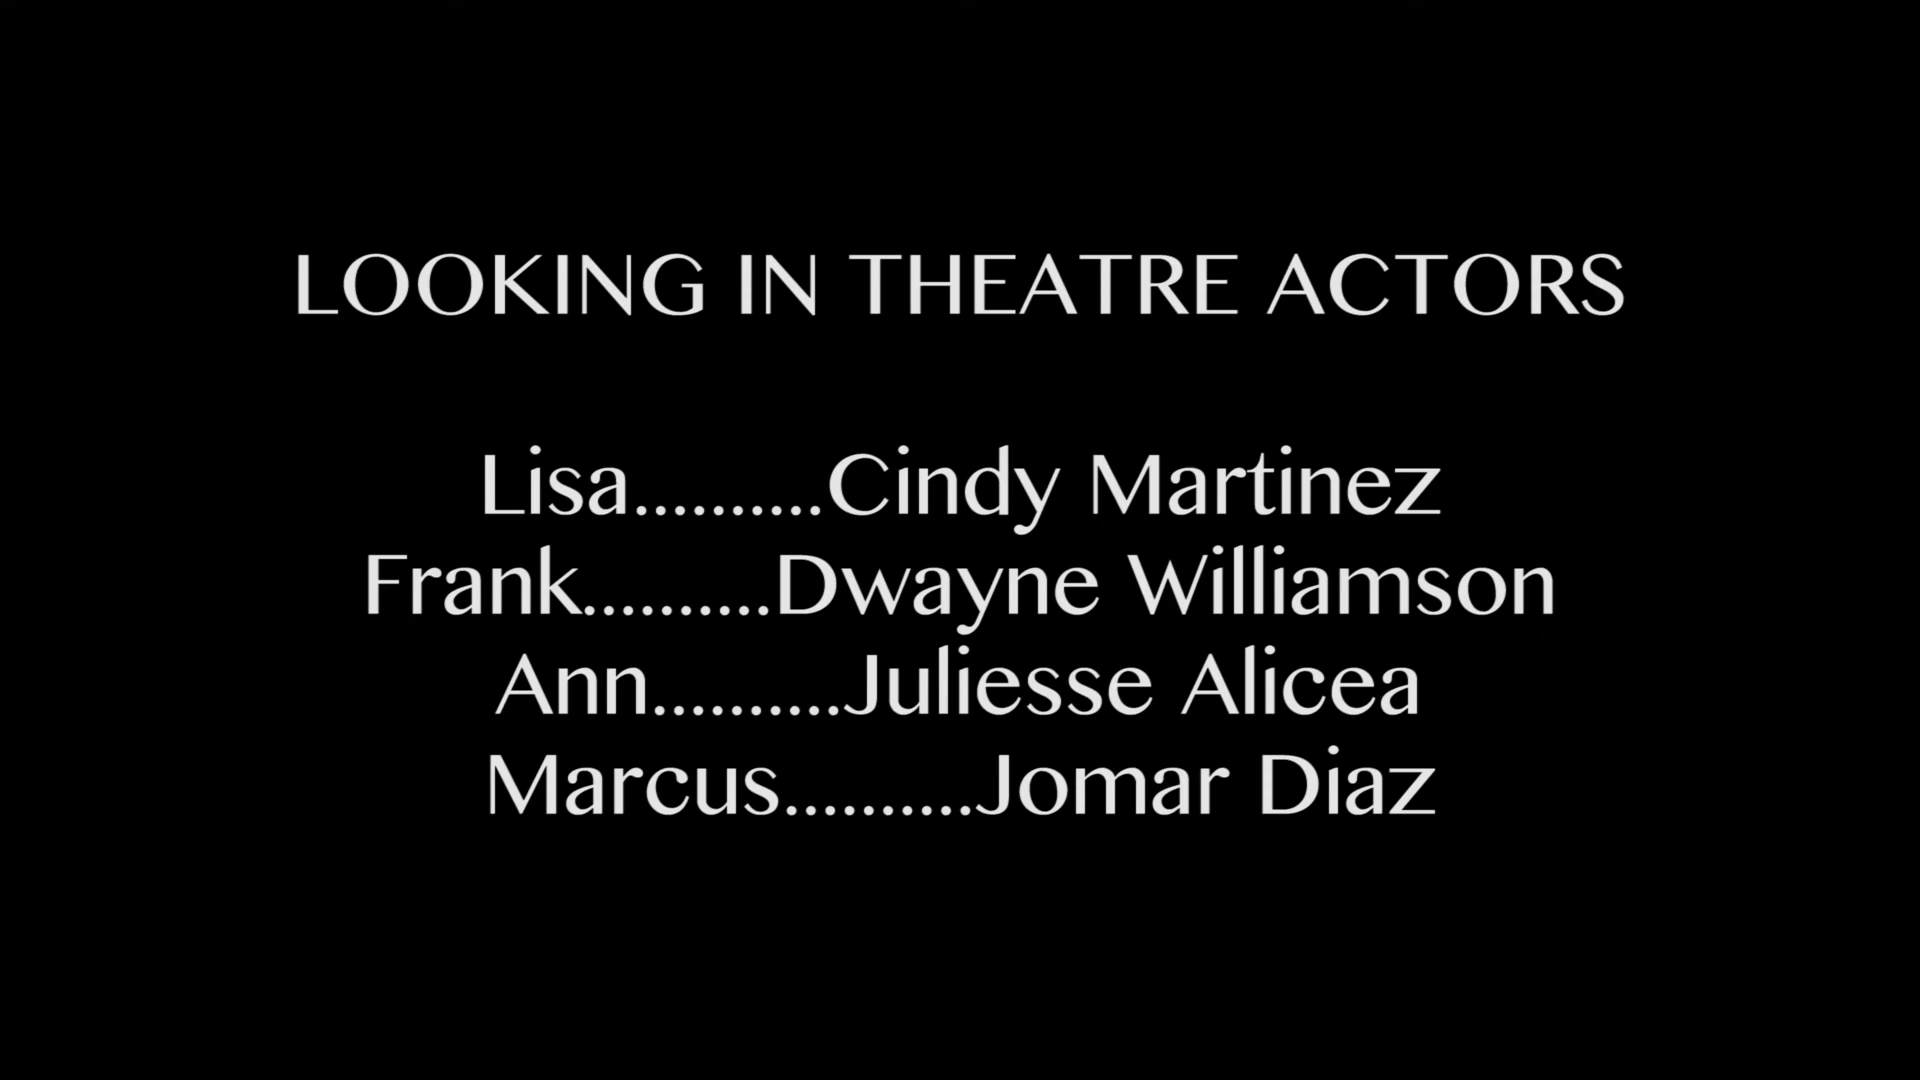 LOOKING IN THEATRE ACTORS
Lisa..........Cindy Martinez
Frank..........Dwayne Williamson
Ann..........Juliesse Alicea
Marcus..........Jomar Diaz